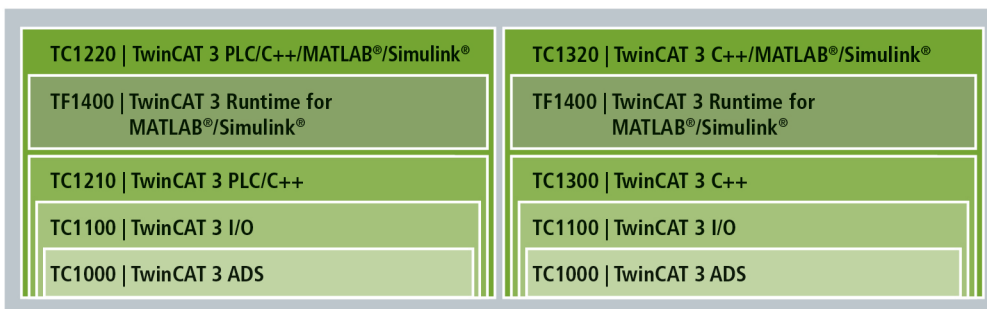 TC1220 | TwinCAT 3 PLC/C++/MATLAB®/Simulink®
TF1400 | TwinCAT 3 Runtime for
MATLAB®/Simulink®
TC1210 | TwinCAT 3 PLC/C++
TC1100 | TwinCAT 3 I/O
TC1000 | TwinCAT 3 ADS
TC1320 | TwinCAT 3 C++/MATLAB®/Simulink®
TF1400 | TwinCAT 3 Runtime for
MATLAB®/Simulink®
TC1300 | TwinCAT 3 C++
TC1100 | TwinCAT 3 I/O
TC1000 | TwinCAT 3 ADS